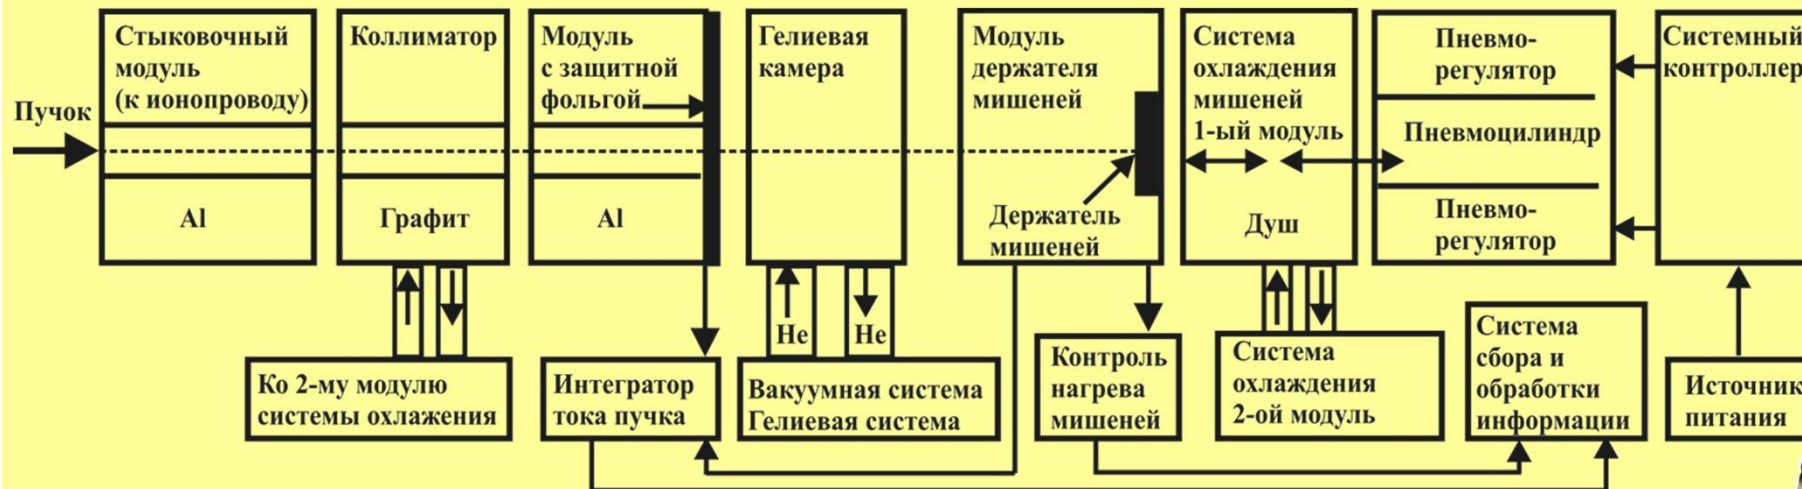 Пучок
Стыковочный
модуль
(к ионопроводу)
Al
Коллиматор
Графит
Модуль
с защитной
фольгой
Al
Гелиевая
камера
Модуль
держателя
мишеней
Держатель
мишеней
Система
охлаждения
мишеней
1-ый модуль
Душ
Пневмо-
регулятор
Пневмоцилиндр
Пневмо-
регулятор
Системный
контроллер
Ко 2-му модулю
системы охлажения
Интегратор
тока пучка
Не
Не
Вакуумная система
Гелиевая система
Контроль
нагрева
мишеней
Система
охлаждения
2-ой модуль
Система
сбора и
обработки
информации
Источник
питания